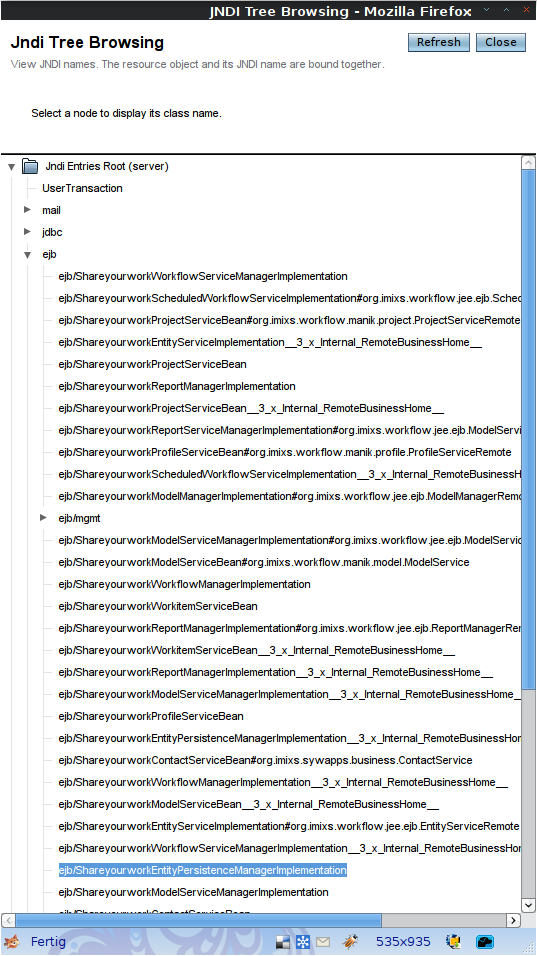 JNDI Tree Browsing - Mozilla Firefox
Jndi Tree Browsing
Refresh
Close
View JNDI names. The resource object and its JNDI name are bound together.
Select a node to display its class name.
Jndi Entries Root (server)
UserTransaction
mail
jdbc
ejb
ejb/ShareyourworkWorkflowServiceManagerImplementation
ejb/ShareyourworkScheduledWorkflowServiceImplementation#org.imixs.workflow.jee.ejb.Sched
ejb/ShareyourworkProjectServiceBean#org.imixs.workflow.manik.project.ProjectServiceRemote
ejb/ShareyourworkEntityServiceImplementation__3_x_Internal_RemoteBusinessHome__
ejb/ShareyourworkProjectServiceBean
ejb/ShareyourworkReportManagerImplementation
ejb/ShareyourworkProjectServiceBean__3_x_Internal_RemoteBusinessHome__
ejb/ShareyourworkReportServiceManagerImplementation#org.imixs.workflow.jee.ejb.ModelServi
ejb/ShareyourworkProfileServiceBean#org.imixs.workflow.manik.profile.ProfileServiceRemote
ejb/ShareyourworkScheduledWorkflowServiceImplementation__3_x_Internal_RemoteBusinessH
ejb/ShareyourworkModelManagerImplementation#org.imixs.workflow.jee.ejb.ModelManagerRemo
ejb/mgmt
ejb/ShareyourworkModelServiceManagerImplementation#org.imixs.workflow.jee.ejb.ModelServic
ejb/ShareyourworkModelServiceBean#org.imixs.workflow.manik.model.ModelService
ejb/ShareyourworkWorkflowManagerImplementation
ejb/ShareyourworkWorkitemServiceBean
ejb/ShareyourworkReportManagerImplementation#org.imixs.workflow.jee.ejb.ReportManagerRer
ejb/ShareyourworkWorkitemServiceBean__3_x_Internal_RemoteBusinessHome__
ejb/ShareyourworkReportManagerImplementation__3_x_Internal_RemoteBusinessHome__
ejb/ShareyourworkModelServiceManagerImplementation__3_x_Internal_RemoteBusinessHome_
ejb/ShareyourworkProfileServiceBean
ejb/ShareyourworkEntityPersistenceManagerImplementation__3_x_Internal_RemoteBusinessHor
ejb/ShareyourworkContactServiceBean#org.imixs.sywapps.business.ContactService
ejb/ShareyourworkWorkflowManagerImplementation__3_x_Internal_RemoteBusinessHome__
ejb/ShareyourworkModelServiceBean__3_x_Internal_RemoteBusinessHome__
ejb/ShareyourworkEntityServiceImplementation#org.imixs.workflow.jee.ejb.EntityServiceRemote
ejb/ShareyourworkWorkflowServiceManagerImplementation__3_x_Internal_RemoteBusinessHor
ejb/ShareyourworkEntityPersistenceManagerImplementation
ejb/ShareyourworkModelServiceManagerImplementation
ejb/ShareyourworkContactServiceBean
Fertig
535x935